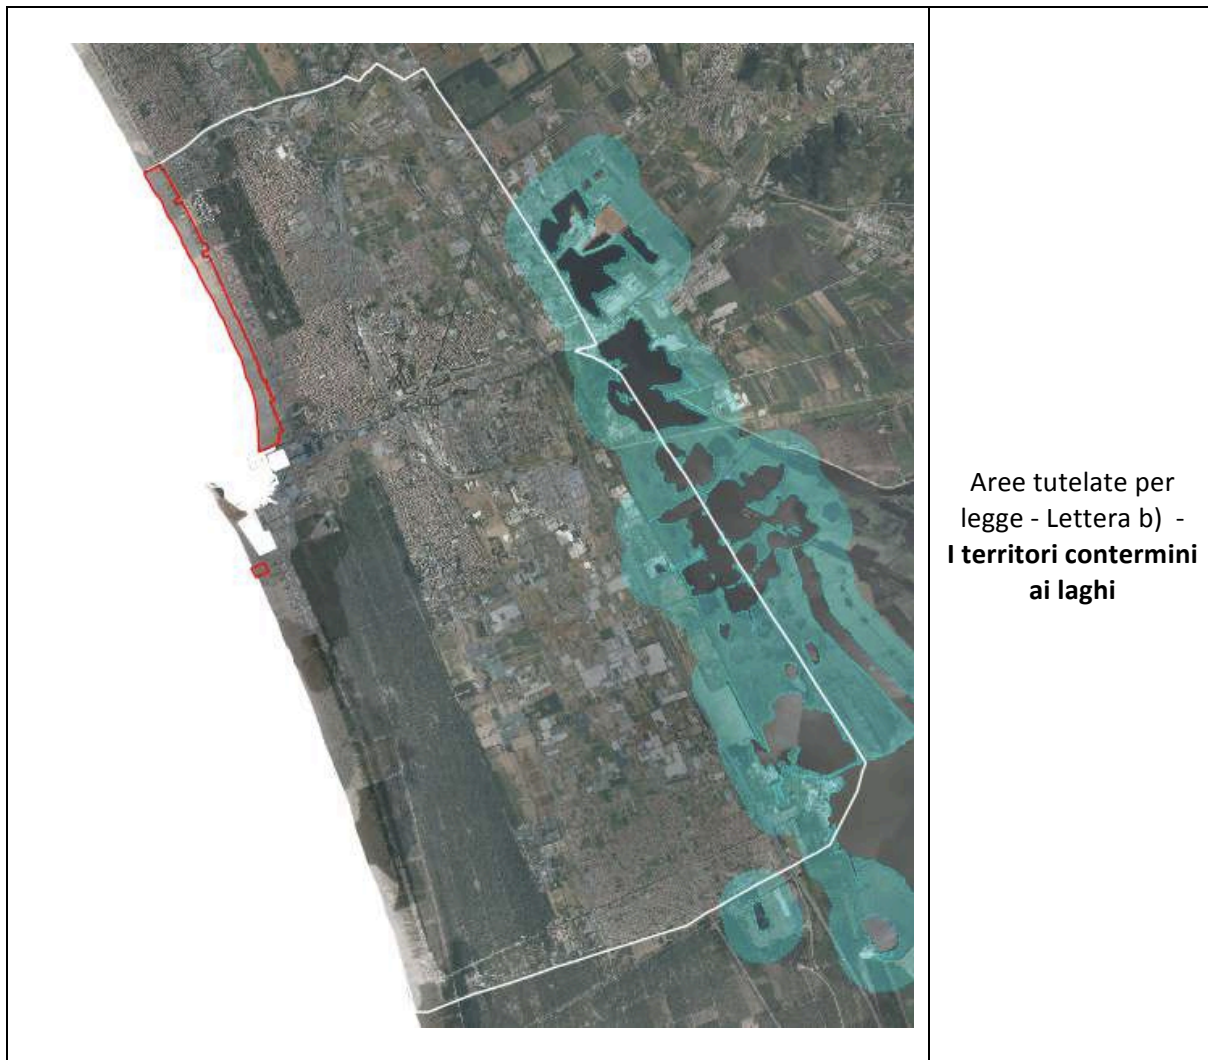 Aree tutelate per
legge - Lettera b) -
I territori contermini
ai laghi